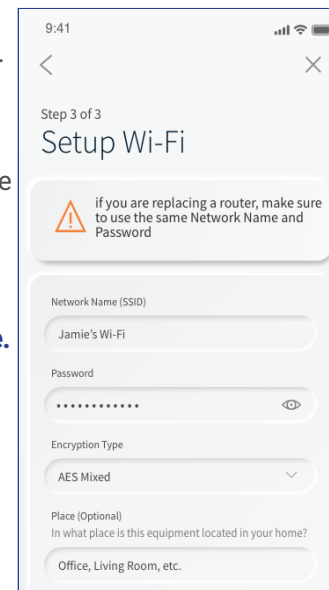 9:41
Step 3 of 3
Setup Wi-Fi
if you are replacing a router, make sure
to use the same Network Name and
Password
Network Name (SSID)
Jamie's Wi-Fi
Password
••••••••••••
Encryption Type
AES Mixed
Place (Optional)
In what place is this equipment located in your home?
Office, Living Room, etc.